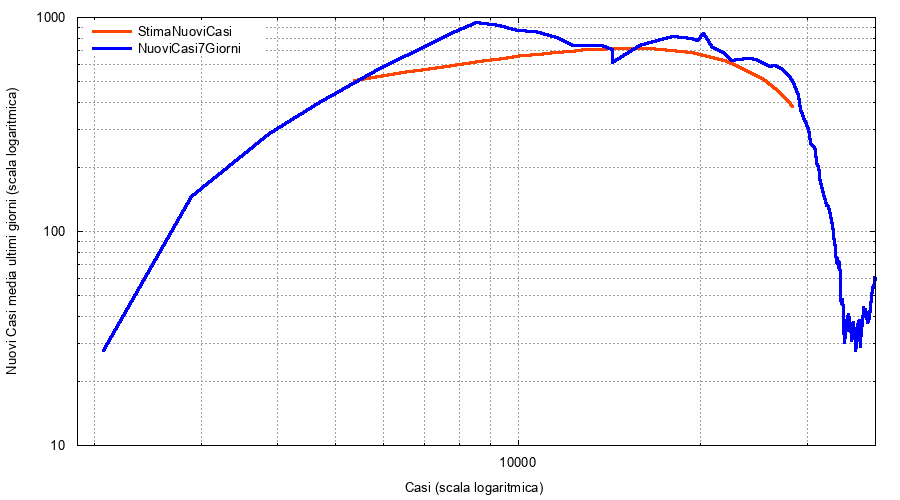 1000
StimaNuoviCasi
NuoviCasi7Giorni
Nuovi Casi media ultimi giorni (scala logaritmica)
100
10
10000
Casi (scala logaritmica)